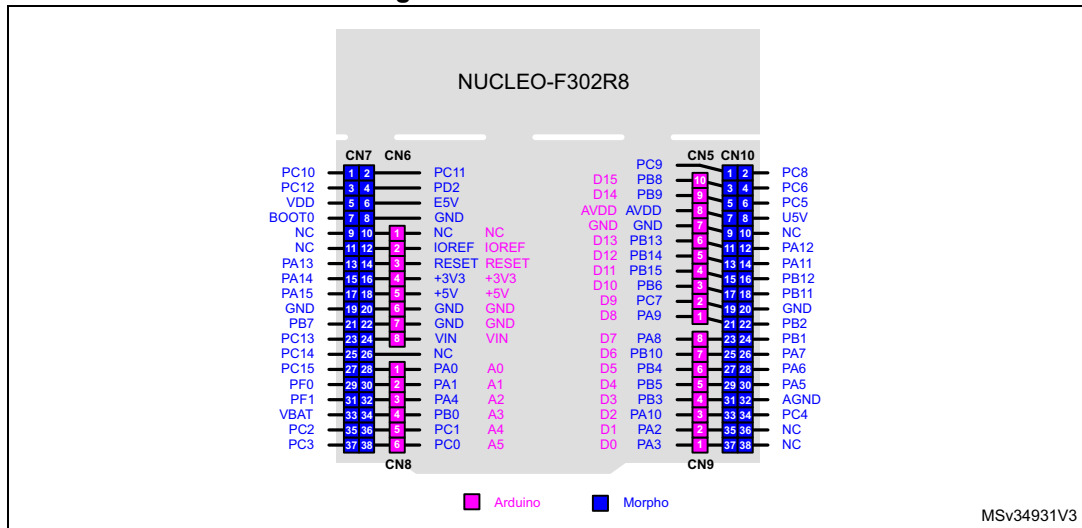 NUCLEO-F302R8
CN7 CN6 CN5 CN10
PC9
PC10 1 2 PC11 D15 PB8 10 1 2 PC8
PC12 3 4 PD2 D14 PB9 9 3 4 PC6
VDD 5 6 E5V AVDD AVDD 8 5 6 PC5
BOOT0 7 8 GND GND GND 7 7 8 U5V
NC 9 10 1 NC NC D13 PB13 6 9 10 NC
NC 11 12 2 IOREF IOREF D12 PB14 5 11 12 PA12
PA13 13 14 3 RESET RESET D11 PB15 4 13 14 PA11
PA14 15 16 4 +3V3 +3V3 D10 PB6 3 15 16 PB12
PA15 17 18 5 +5V +5V D9 PC7 2 17 18 PB11
GND 19 20 6 GND GND D8 PA9 1 19 20 GND
PB7 21 22 7 GND GND 21 22 PB2
PC13 23 24 8 VIN VIN D7 PA8 8 23 24 PB1
PC14 25 26 NC D6 PB10 7 25 26 PA7
PC15 27 28 1 PA0 A0 D5 PB4 6 27 28 PA6
PF0 29 30 2 PA1 A1 D4 PB5 5 29 30 PA5
PF1 31 32 3 PA4 A2 D3 PB3 4 31 32 AGND
VBAT 33 34 4 PB0 A3 D2 PA10 3 33 34 PC4
PC2 35 36 5 PC1 A4 D1 PA2 2 35 36 NC
PC3 37 38 6 PC0 A5 D0 PA3 1 37 38 NC
CN8 CN9
Arduino Morpho
MSv34931V3